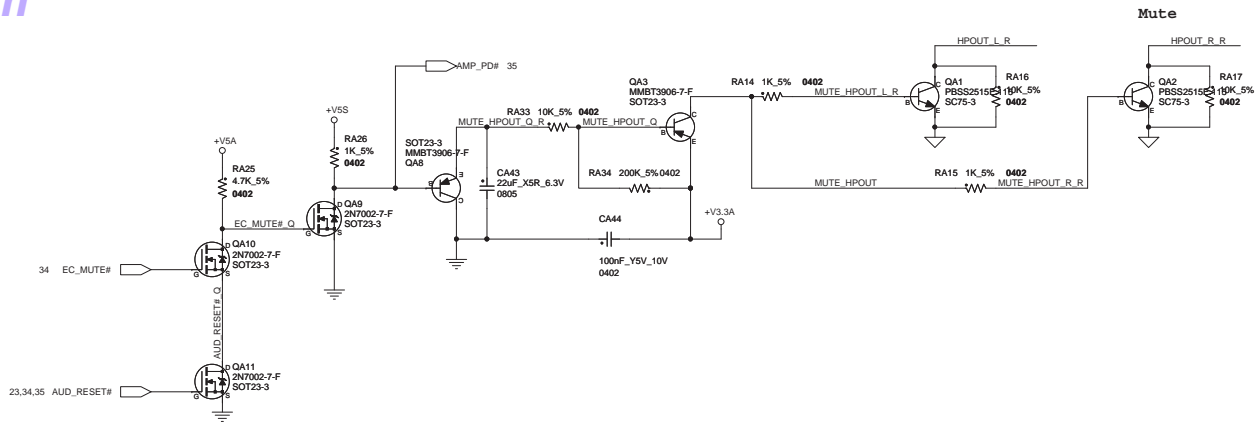 Mute
HPOUT_L_R
HPOUT_R_R
AMP_PD# 35
QA3
MMBT3906-7-F
SOT23-3
RA14 1K_5% 0402
MUTE_HPOUT_L_R
C
B
E
QA1
SC75-3
RA16
10K_5%
0402
C
B
E
QA2
SC75-3
RA17
10K_5%
0402
+V5S
RA26
1K_5%
0402
RA33 10K_5% 0402
MUTE_HPOUT_Q_R
MUTE_HPOUT_Q
B
C
E
SOT23-3
MMBT3906-7-F
QA8
B
E
C
+V5A
RA25
4.7K_5%
0402
CA43
22uF_X5R_6.3V
0805
RA34 200K_5% 0402
MUTE_HPOUT
RA15 1K_5% 0402
MUTE_HPOUT_R_R
+V3.3A
CA44
100nF_Y5V_10V
0402
EC_MUTE#_Q
D
G
S
QA9
2N7002-7-F
SOT23-3
34 EC_MUTE#
D
G
S
QA10
2N7002-7-F
SOT23-3
AUD_RESET#_Q
23,34,35 AUD_RESET#
D
G
S
QA11
2N7002-7-F
SOT23-3